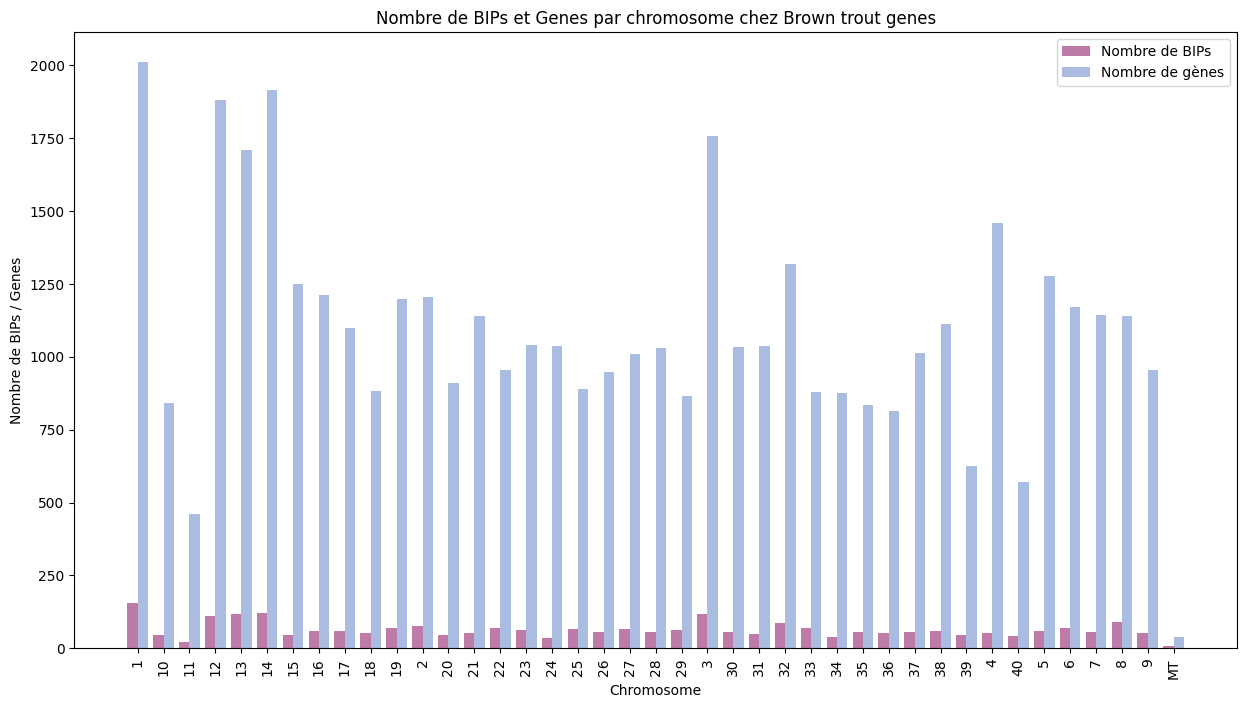 Nombre de BIPs et Genes par chromosome chez Brown trout genes
Nombre de BIPs
Nombre de gènes
Nombre de BIPs / Genes
2000
1750
1500
1250
1000
750
500
250
0
1 10 11 12 13 14 15 16 17 18 19 2 20 21 22 23 24 25 26 27 28 29 3 30 31 32 33 34 35 36 37 38 39 4 40 5 6 7 8 9 MT
Chromosome